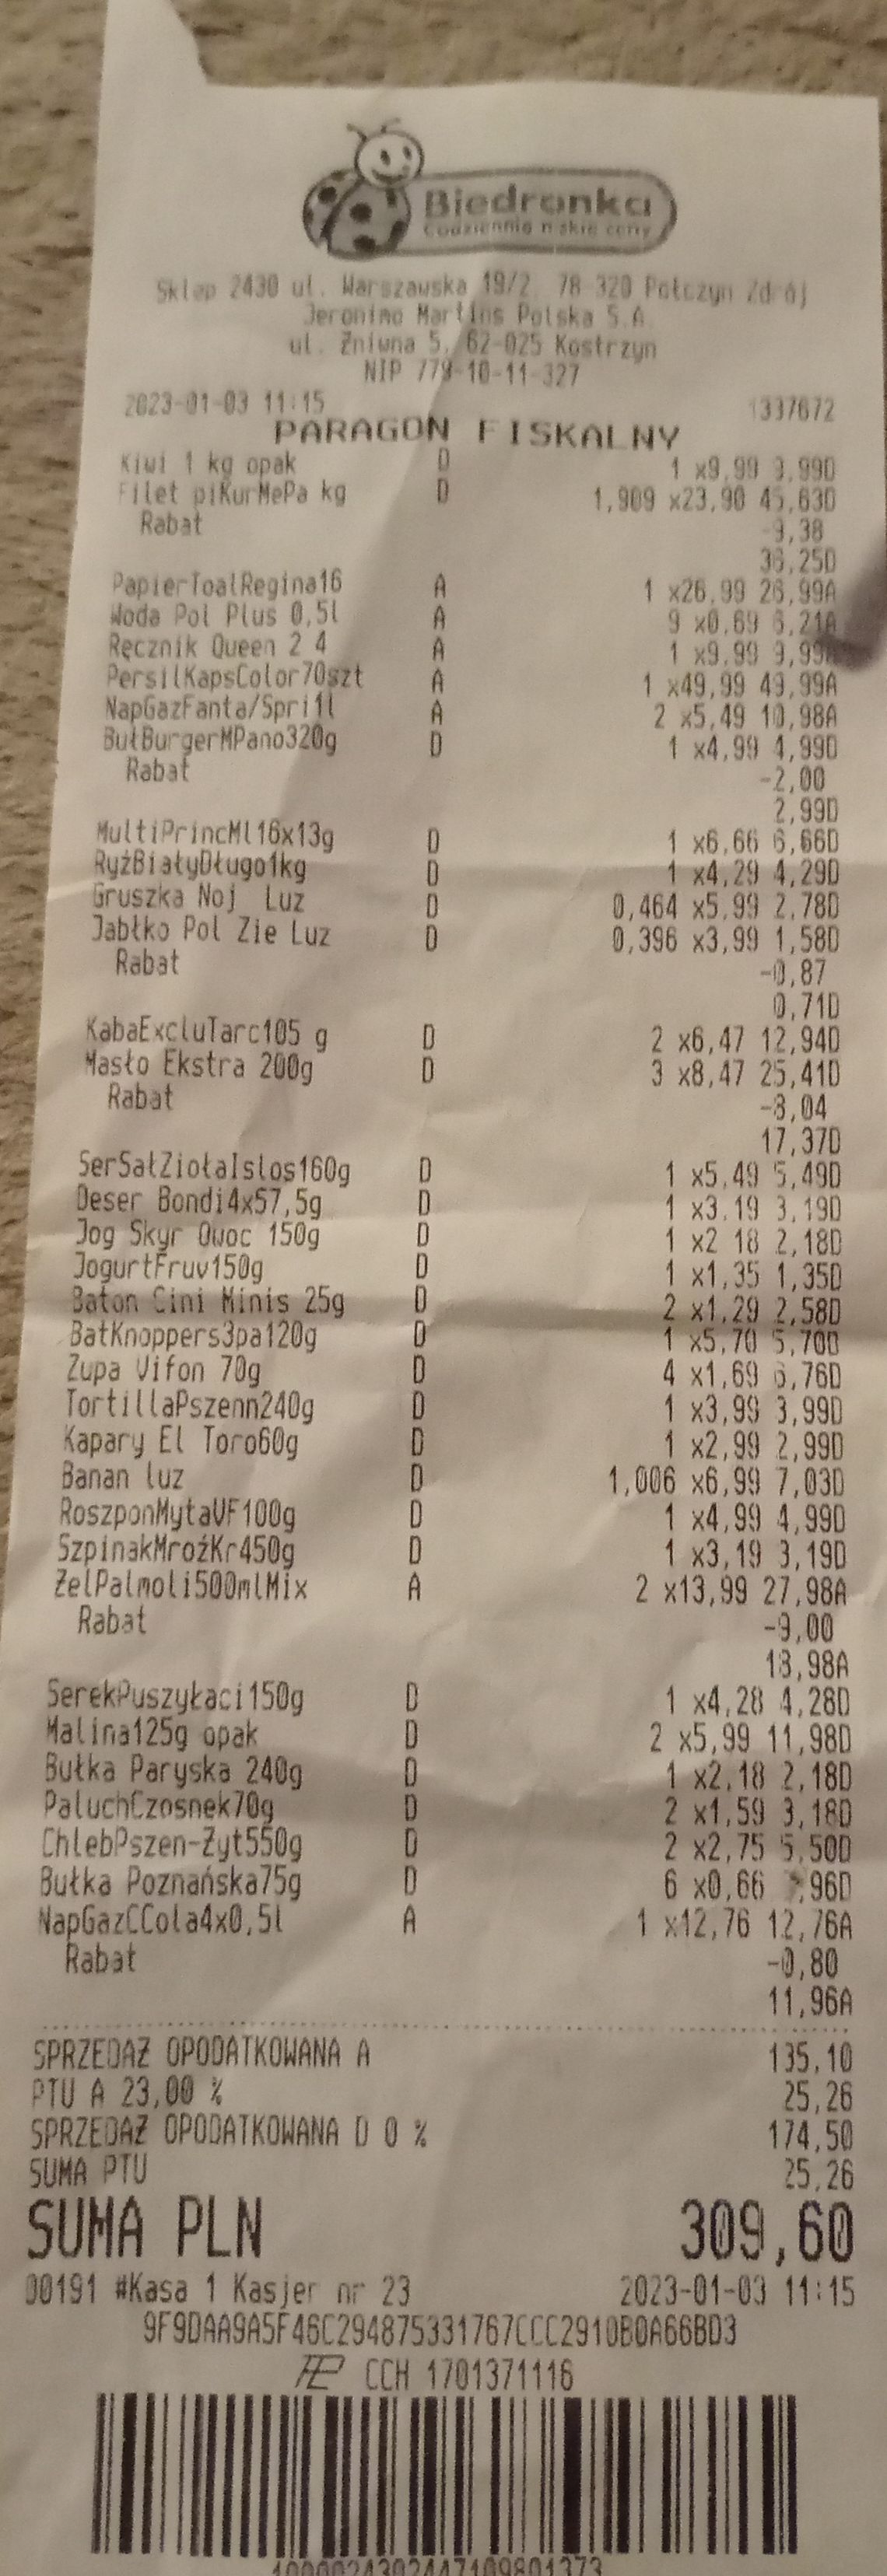 Biedronka
Codziennie niskie ceny
Sklep 2430 ul. Warszawska 19/2, 78-320 Połczyn Zdrój
Jeronimo Martins Polska S.A.
ul. Żniwna 5, 62-025 Kostrzyn
NIP 779-10-11-327
2023-01-03 11:15 337672
PARAGON FISKALNY
Kiwi 1 kg opak D 1 x9,99 9,99D
Filet piKurMePa kg D 1,909 x23,90 45,63D
Rabat -9,38
36,25D
PapierToalRegina16 A 1 x26,99 26,99A
Woda Pol Plus 0,5l A 9 x0,69 6,21A
Ręcznik Queen 2 4 A 1 x9,99 9,99A
PersilKapsColor70szt A 1 x49,99 49,99A
NapGazFanta/Spri1l A 2 x5,49 10,98A
BułBurgerMPano320g D 1 x4,99 4,99D
Rabat -2,00
2,99D
MultiPrincMl16x13g D 1 x6,66 6,66D
RyżBiałyDługo1kg D 1 x4,29 4,29D
Gruszka Noj Luz D 0,464 x5,99 2,78D
Jabłko Pol Zie Luz D 0,396 x3,99 1,58D
Rabat -0,87
0,71D
KabaExcluTarc105 g D 2 x6,47 12,94D
Masło Ekstra 200g D 3 x8,47 25,41D
Rabat -8,04
17,37D
SerSałZiołaIslos160g D 1 x5,49 5,49D
Deser Bondi4x57,5g D 1 x3,19 3,19D
Jog Skyr Owoc 150g D 1 x2,18 2,18D
JogurtFruv150g D 1 x1,35 1,35D
Baton Cini Minis 25g D 2 x1,29 2,58D
BatKnoppers3pa120g D 1 x5,70 5,70D
Zupa Vifon 70g D 4 x1,69 6,76D
TortillaPszenn240g D 1 x3,99 3,99D
Kapary El Toro60g D 1 x2,99 2,99D
Banan luz D 1,006 x6,99 7,03D
RoszponMytaVF100g D 1 x4,99 4,99D
SzpinakMroźKr450g D 1 x3,19 3,19D
ŻelPalmoli500mlMix A 2 x13,99 27,98A
Rabat -9,00
18,98A
SerekPuszyŁaci150g D 1 x4,28 4,28D
Malina125g opak D 2 x5,99 11,98D
Bułka Paryska 240g D 1 x2,18 2,18D
PaluchCzosnek70g D 2 x1,59 3,18D
ChlebPszen-Żyt550g D 2 x2,75 5,50D
Bułka Poznańska75g D 6 x0,66 ,96D
NapGazCCola4x0,5l A 1 x12,76 12,76A
Rabat -0,80
11,96A
SPRZEDAŻ OPODATKOWANA A 135,10
PTU A 23,00 % 25,26
SPRZEDAŻ OPODATKOWANA D 0 % 174,50
SUMA PTU 25,26
SUMA PLN 309,60
00191 #Kasa 1 Kasjer nr 23 2023-01-03 11:15
9F9DAA9A5F46C294875331767CCC2910B0A66BD3
CCH 1701371116